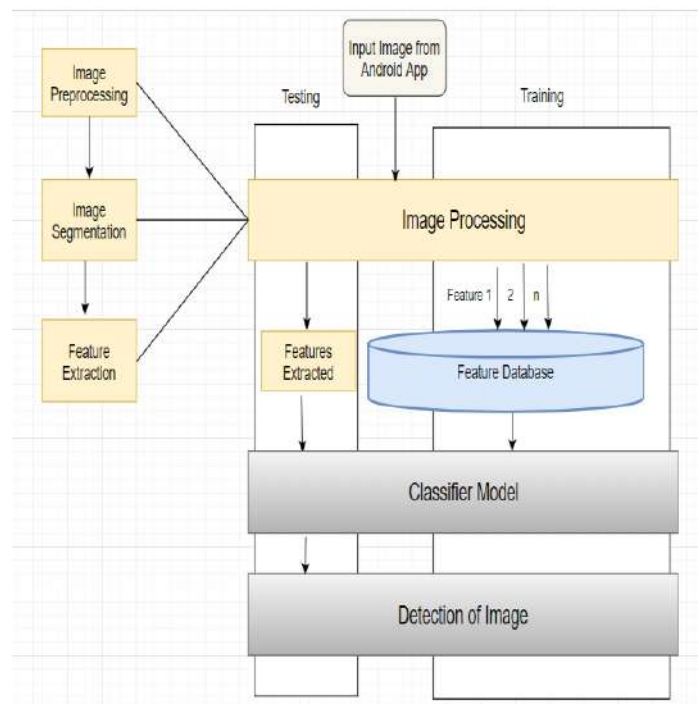 Input Image from
Android App
Image
Preprocessing
Testing
Training
Image
Segmentation
Image Processing
Feature 1
2
n
Feature
Extraction
Features
Extracted
Feature Database
Classifier Model
Detection of Image